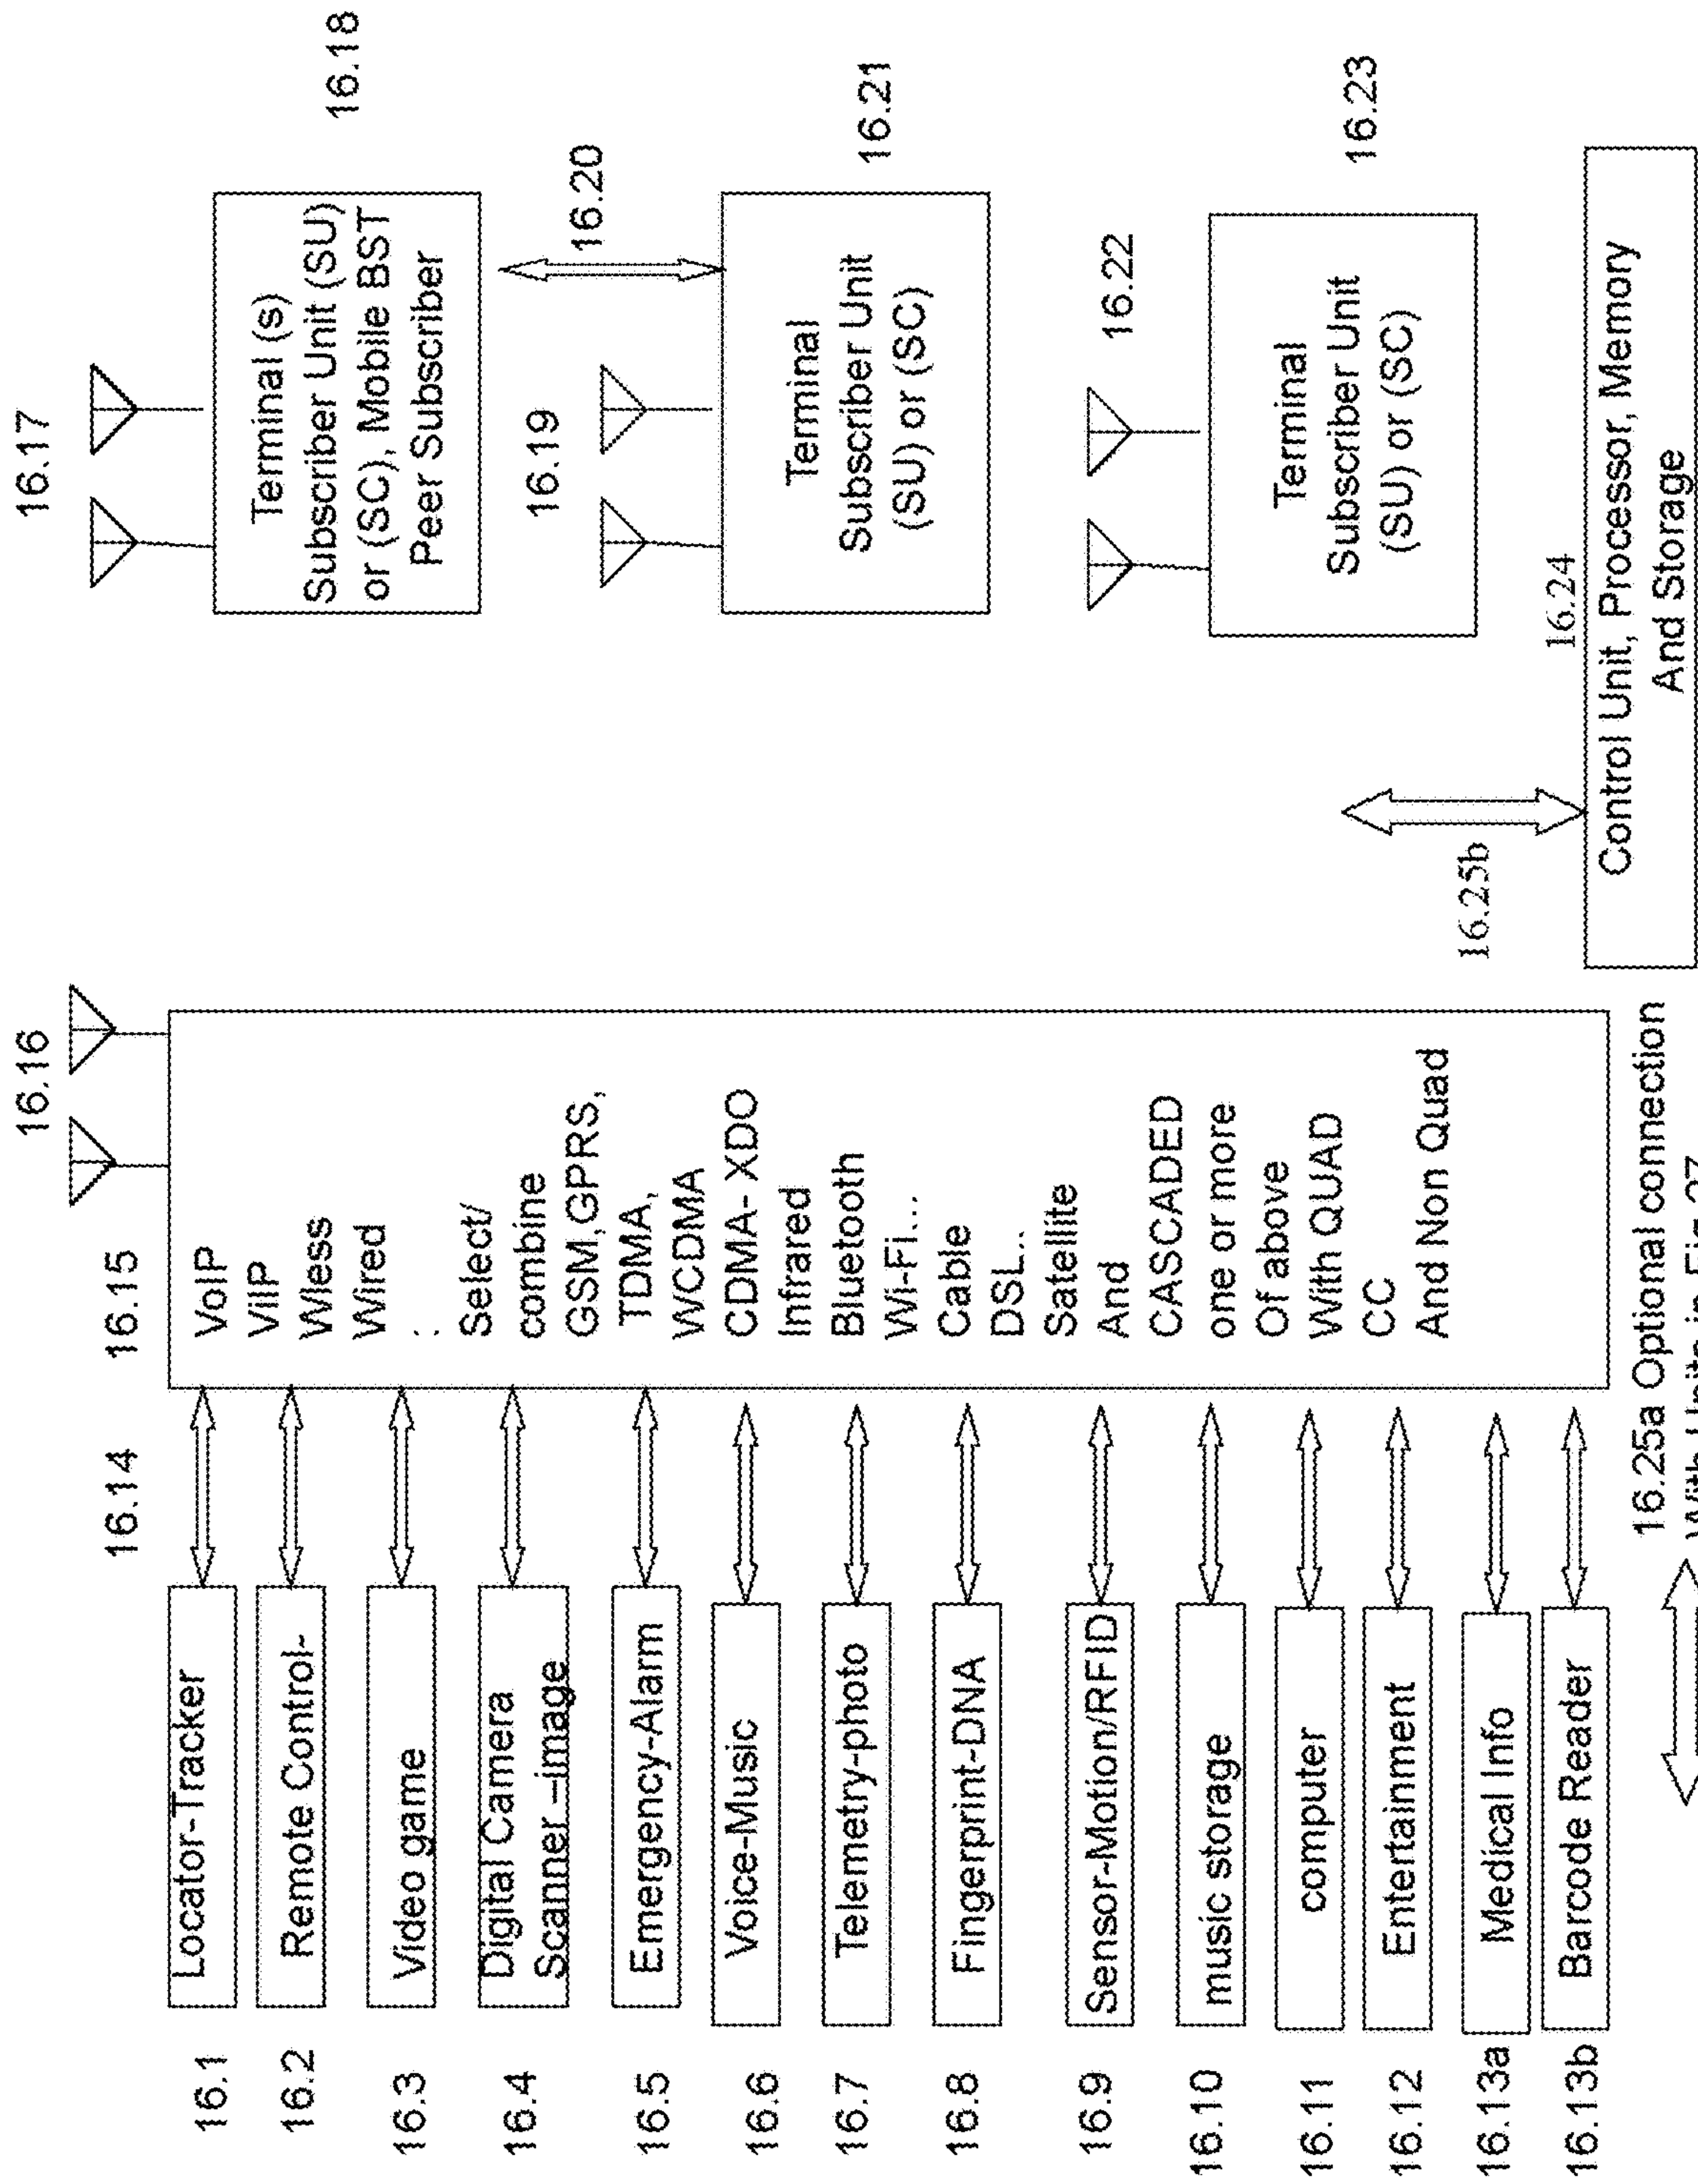 16.1
Locator-Tracker
16.2
Remote Control-
16.3
Video game
16.4
Digital Camera
Scanner –image
16.5
Emergency-Alarm
16.6
Voice-Music
16.7
Telemetry-photo
16.8
Fingerprint-DNA
16.9
Sensor-Motion/RFID
16.10
music storage
16.11
computer
16.12
Entertainment
16.13a
Medical Info
16.13b
Barcode Reader
16.14
16.15
16.16
VoIP
ViIP
Wless
Wired
:
Select/
combine
GSM,GPRS,
TDMA,
WCDMA
CDMA- XDO
Infrared
Bluetooth
Wi-Fi...
Cable
DSL..
Satellite
And
CASCADED
one or more
Of above
With QUAD
CC
And Non Quad
16.25a Optional connection
With Units in Fig 27
16.17
Terminal (s)
Subscriber Unit (SU)
or (SC), Mobile BST
Peer Subscriber
16.18
16.20
16.19
Terminal
Subscriber Unit
(SU) or (SC)
16.21
16.22
Terminal
Subscriber Unit
(SU) or (SC)
16.23
16.25b
16.24
Control Unit, Processor, Memory
And Storage